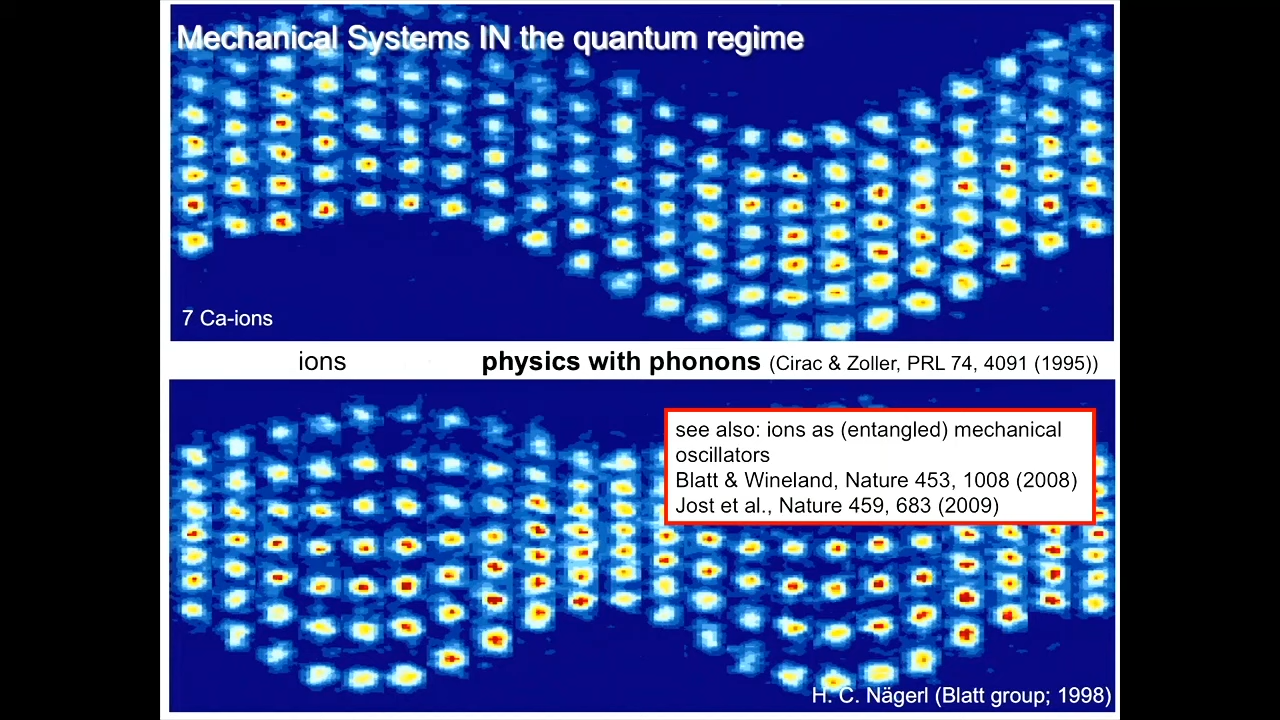 Mechanical Systems IN the quantum regime
7 Ca-ions
ions physics with phonons (Cirac & Zoller, PRL 74, 4091 (1995))
see also: ions as (entangled) mechanical
oscillators
Blatt & Wineland, Nature 453, 1008 (2008)
Jost et al., Nature 459, 683 (2009)
H. C. Nägerl (Blatt group; 1998)